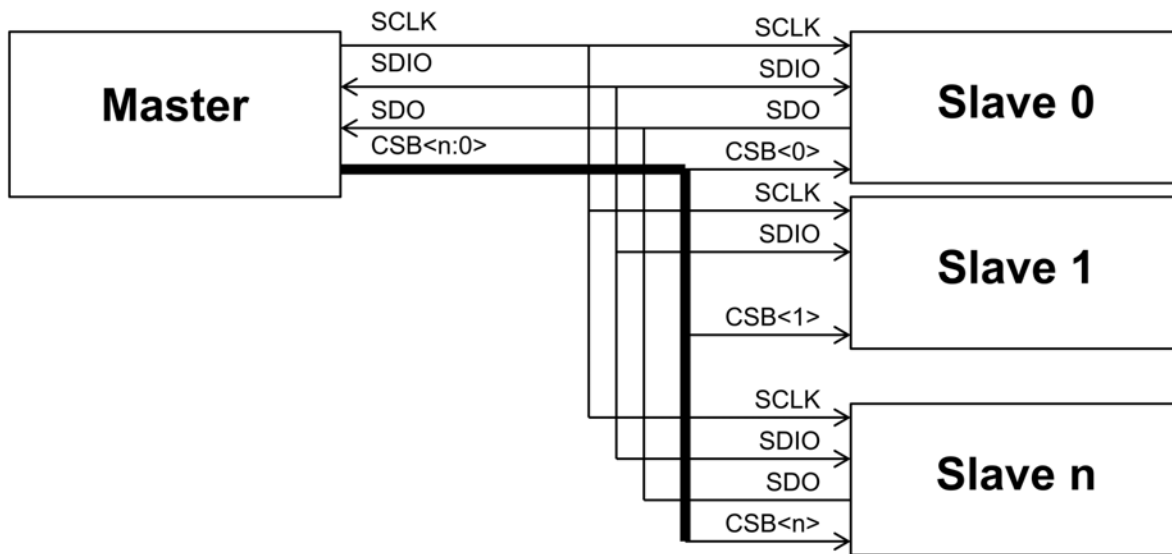 Master
SCLK
SDIO
SDO
CSB<n:0>
SCLK
SDIO
SDO
CSB<0>
Slave 0
SCLK
SDIO
CSB<1>
Slave 1
SCLK
SDIO
SDO
CSB<n>
Slave n